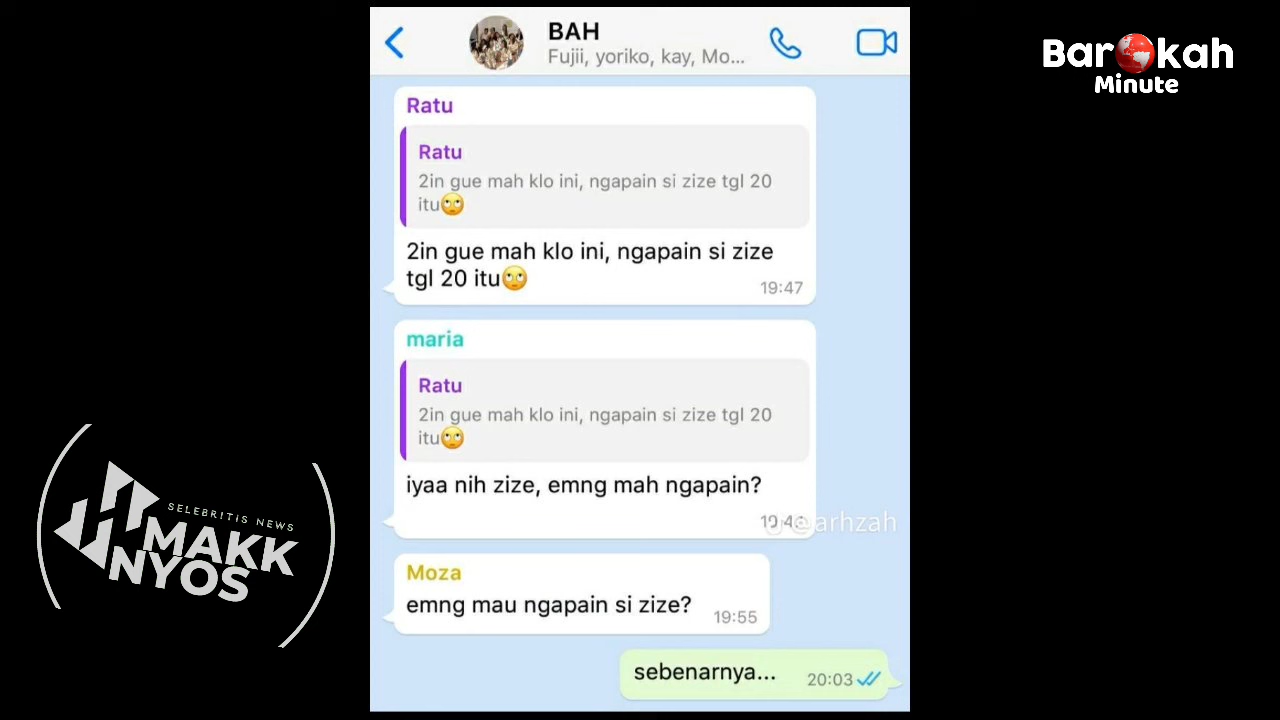 BAH
Fujii, yoriko, kay, Mo...
Barokah
Minute
Ratu
Ratu
2in gue mah klo ini, ngapain si zize tgl 20
itu🙄
2in gue mah klo ini, ngapain si zize
tgl 20 itu🙄
19:47
maria
Ratu
2in gue mah klo ini, ngapain si zize tgl 20
itu🙄
iyaa nih zize, emng mah ngapain?
@arhzah
Moza
emng mau ngapain si zize?
19:55
sebenarnya...
20:03
SELEBRITIS NEWS
MAKK
NYOS